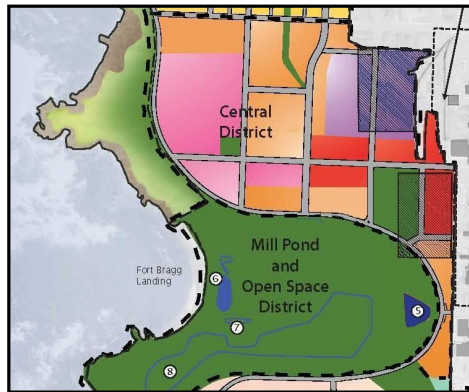 Central
District
Fort Bragg
Landing
Mill Pond
and
Open Space
District
6
7
8
5